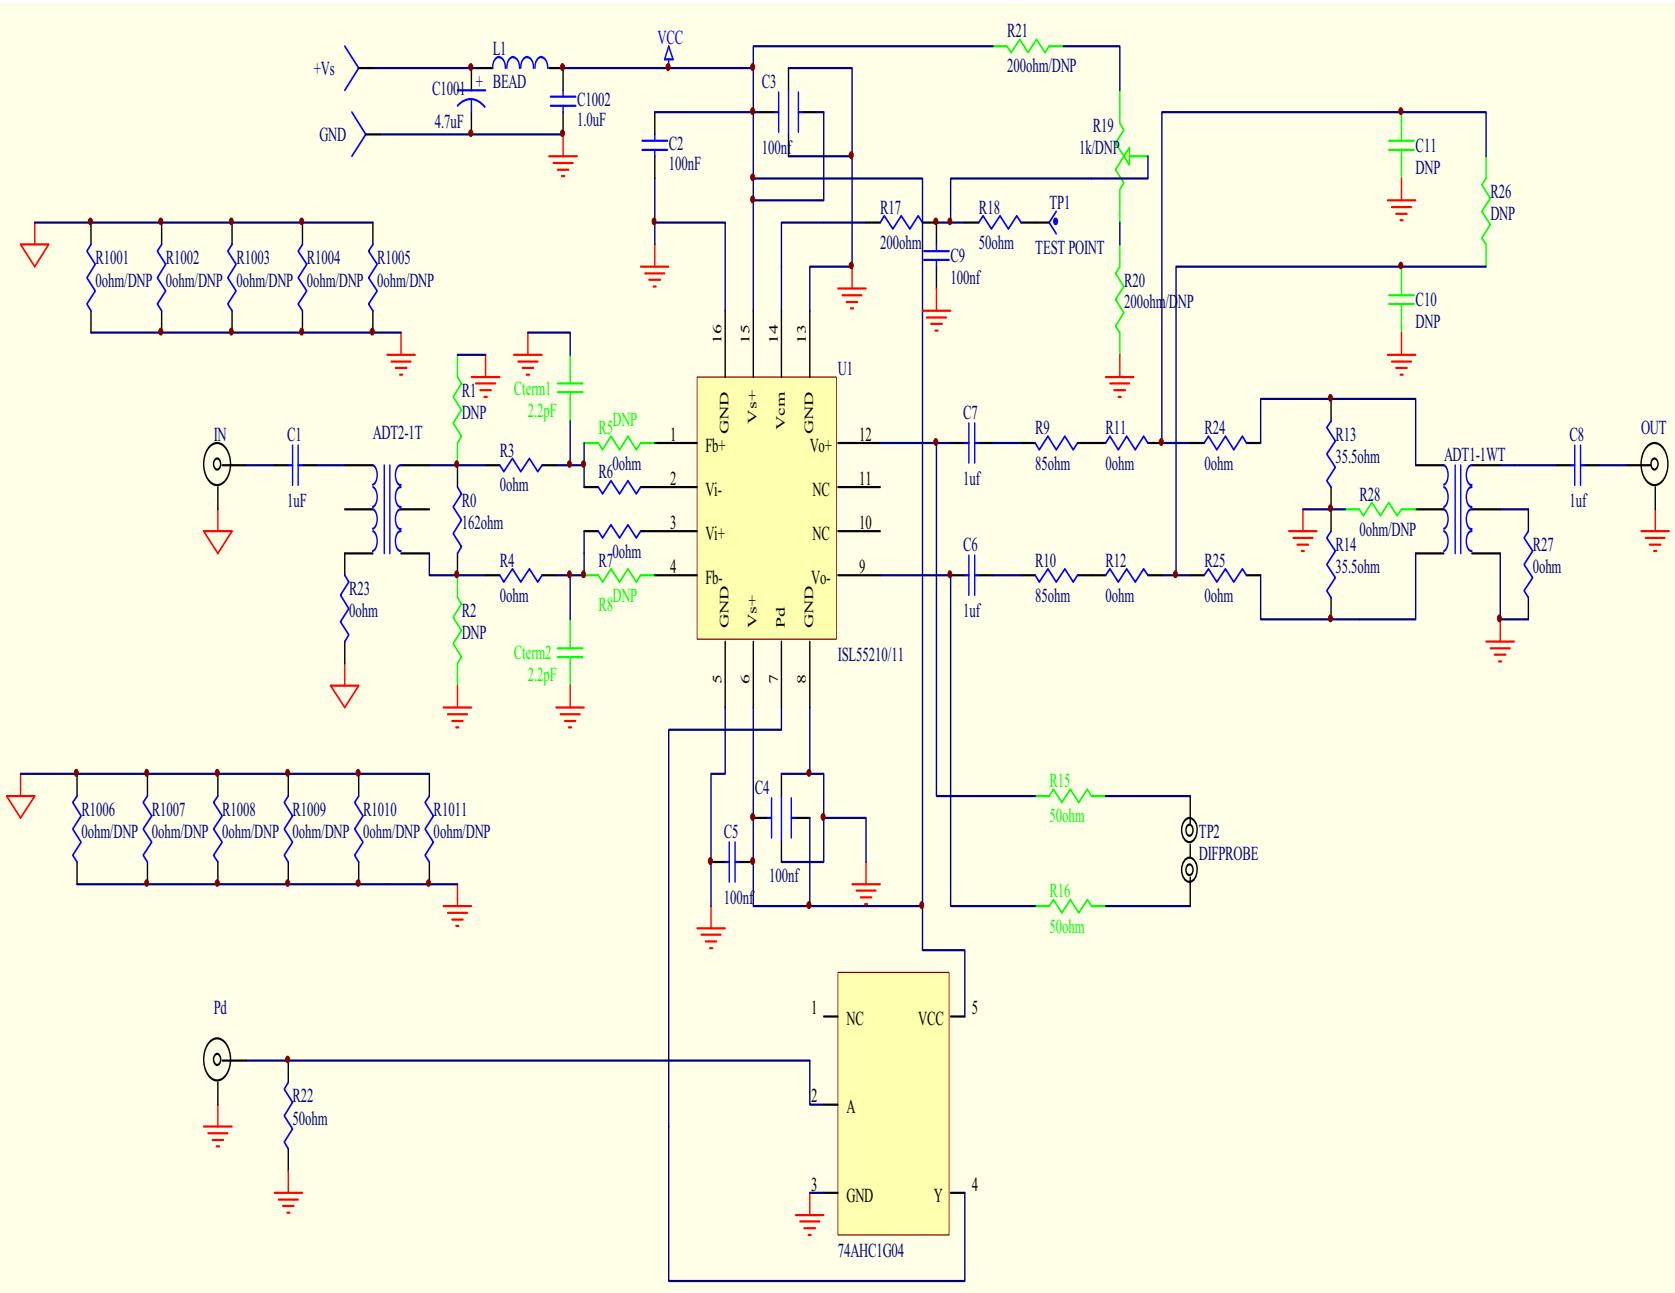 R21
200ohm/DNP
VCC
L1
BEAD
+Vs
C1001
+
4.7uF
C1002
1.0uF
GND
C3
100nf
C2
100nF
R19
1k/DNP
C11
DNP
R26
DNP
R17
200ohm
R18
50ohm
TP1
TEST POINT
C9
100nf
R20
200ohm/DNP
C10
DNP
R1001
0ohm/DNP
R1002
0ohm/DNP
R1003
0ohm/DNP
R1004
0ohm/DNP
R1005
0ohm/DNP
16
15
14
13
U1
GND
Vs+
Vcm
GND
R1
DNP
Cterm1
2.2pF
IN
C1
1uF
ADT2-1T
R3
0ohm
R5
DNP
0ohm
R6
1
Fb+
2
Vi-
3
Vi+
4
Fb-
12
Vo+
11
NC
10
NC
9
Vo-
R0
162ohm
R4
0ohm
0ohm
R7
R8
DNP
R23
0ohm
R2
DNP
Cterm2
2.2pF
GND
Vs+
Pd
GND
ISL55210/11
5
6
7
8
C7
1uf
R9
85ohm
R11
0ohm
R24
0ohm
C6
1uf
R10
85ohm
R12
0ohm
R25
0ohm
R13
35.5ohm
R28
0ohm/DNP
R14
35.5ohm
ADT1-1WT
C8
1uf
OUT
R27
0ohm
R1006
0ohm/DNP
R1007
0ohm/DNP
R1008
0ohm/DNP
R1009
0ohm/DNP
R1010
0ohm/DNP
R1011
0ohm/DNP
C4
100nf
C5
100nf
R15
50ohm
TP2
DIFPROBE
R16
50ohm
Pd
R22
50ohm
1
NC
VCC
5
2
A
3
GND
Y
4
74AHC1G04